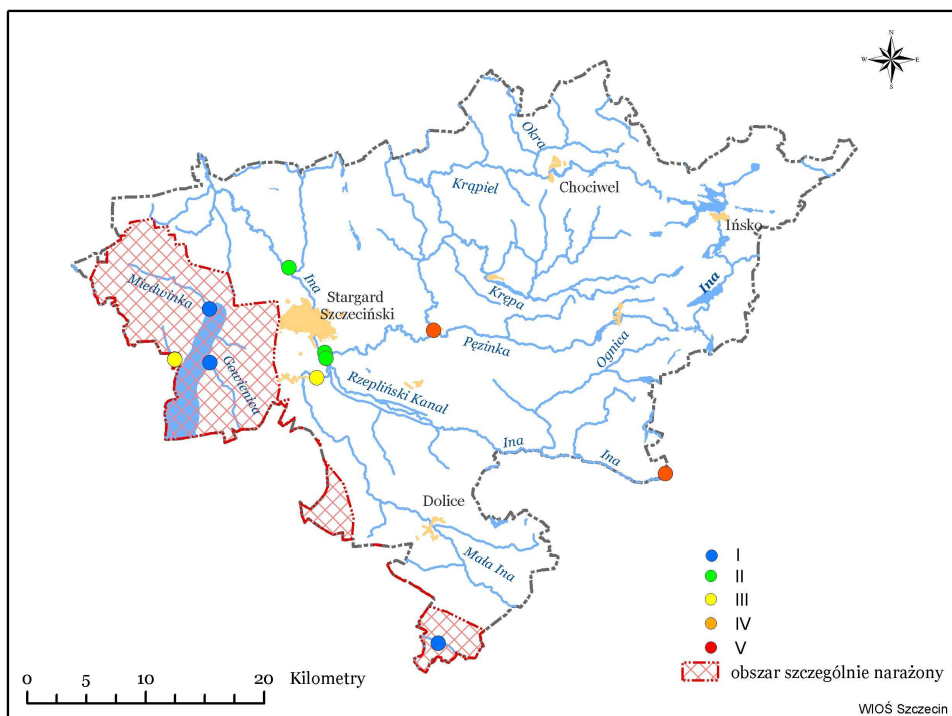 N
W
E
S
Okra
Krąpiel
Chociwel
Ińsko
Miedwinka
Ina
Stargard
Szczeciński
Krępa
Ina
Pęzinka
Ognica
Gowienica
Rzepliński Kanał
Ina
Ina
Dolice
Mała Ina
I
II
III
IV
V
obszar szczególnie narażony
0 5 10 20 Kilometry
WIOŚ Szczecin